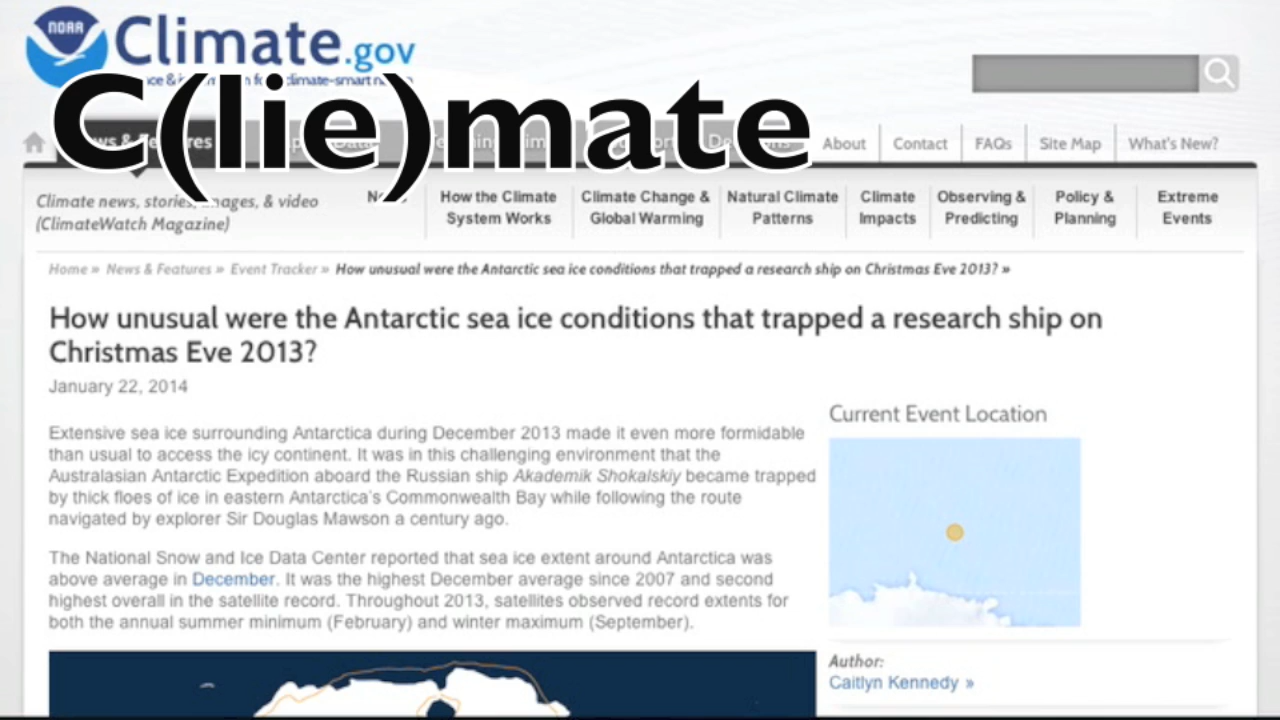 NOAA
Climate.gov
C(lie)mate
About Contact FAQs Site Map What's New?
Climate news, stories, images, & video
(ClimateWatch Magazine)
How the Climate
System Works
Climate Change &
Global Warming
Natural Climate
Patterns
Climate
Impacts
Observing &
Predicting
Policy &
Planning
Extreme
Events
Home » News & Features » Event Tracker » How unusual were the Antarctic sea ice conditions that trapped a research ship on Christmas Eve 2013? »
How unusual were the Antarctic sea ice conditions that trapped a research ship on
Christmas Eve 2013?
January 22, 2014
Extensive sea ice surrounding Antarctica during December 2013 made it even more formidable
than usual to access the icy continent. It was in this challenging environment that the
Australasian Antarctic Expedition aboard the Russian ship Akademik Shokalskiy became trapped
by thick floes of ice in eastern Antarctica's Commonwealth Bay while following the route
navigated by explorer Sir Douglas Mawson a century ago.
The National Snow and Ice Data Center reported that sea ice extent around Antarctica was
above average in December. It was the highest December average since 2007 and second
highest overall in the satellite record. Throughout 2013, satellites observed record extents for
both the annual summer minimum (February) and winter maximum (September).
Current Event Location
Author:
Caitlyn Kennedy »